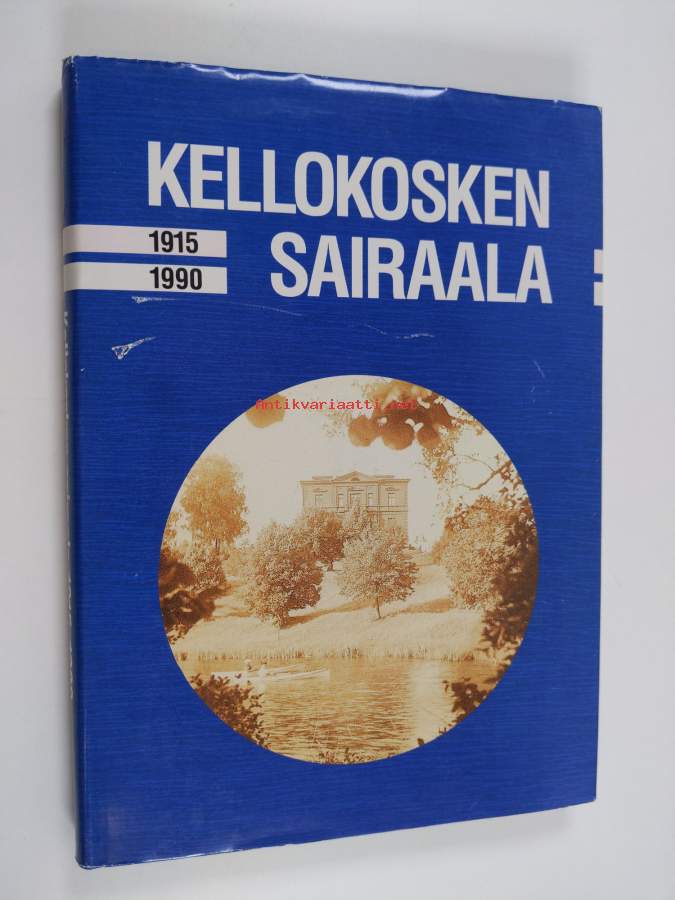 KELLOKOSKEN
1915
SAIRAALA
1990
Antikvariaatti.net